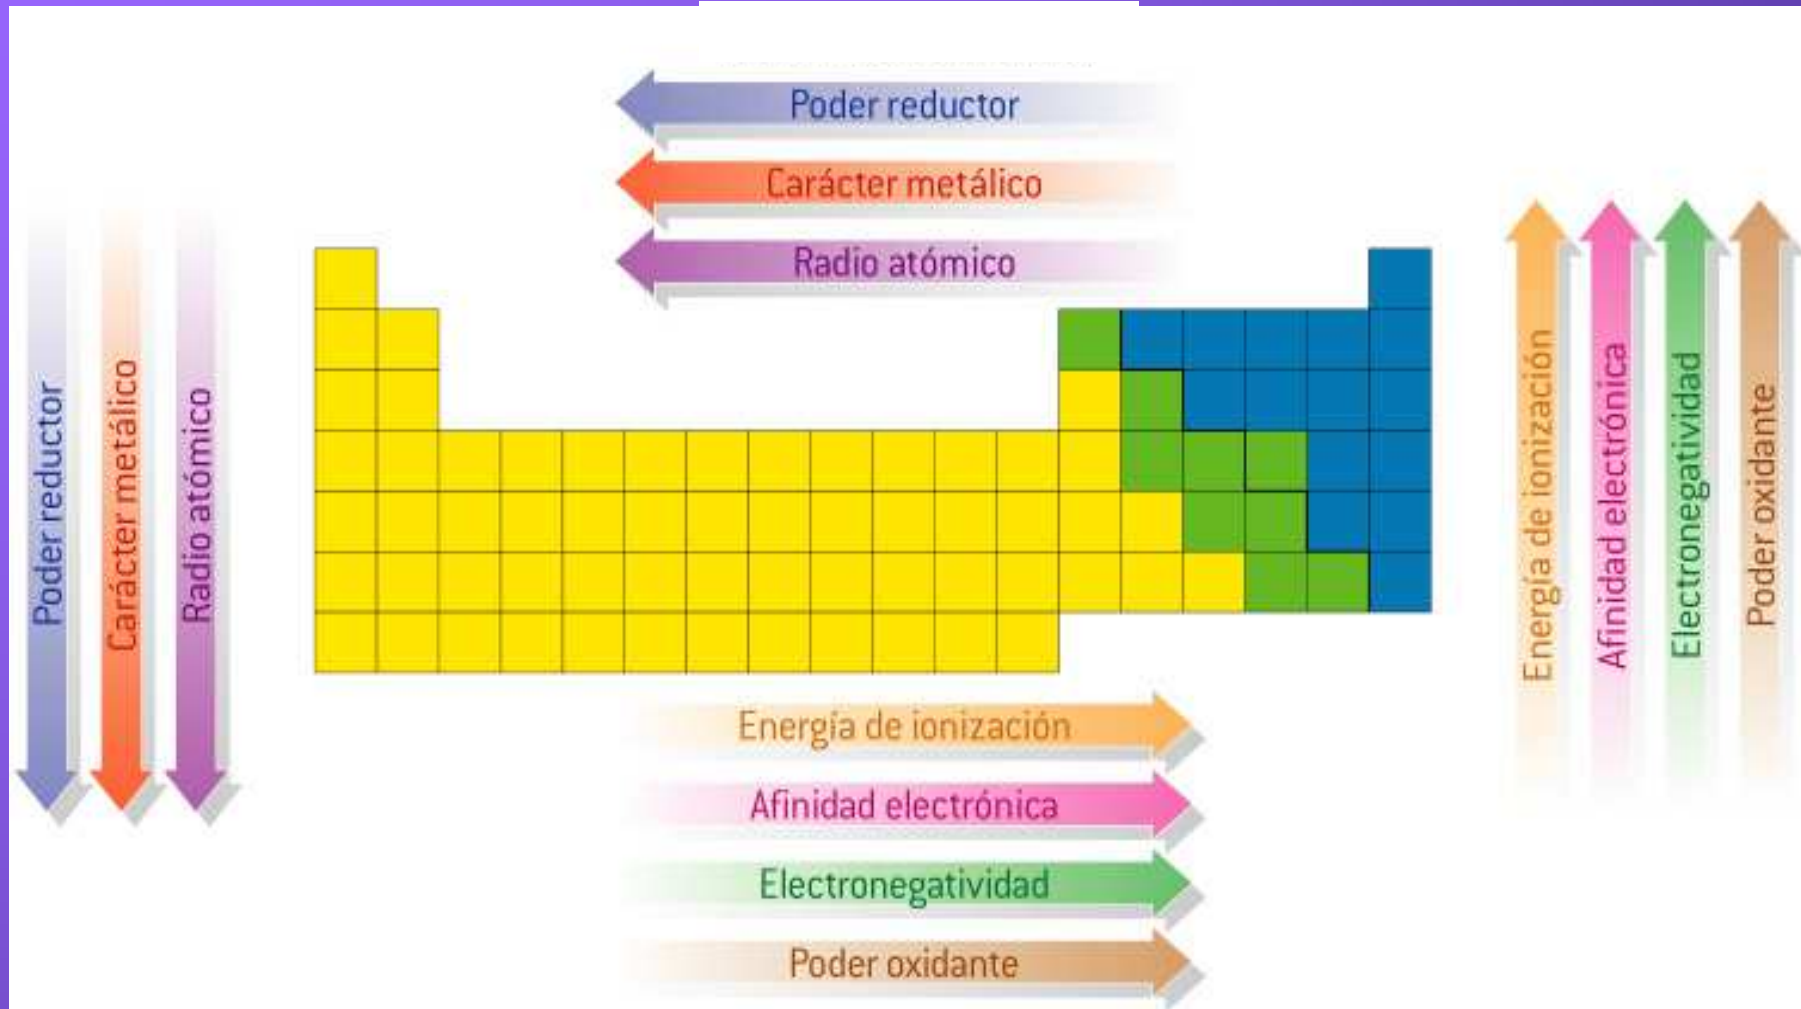 Poder reductor
Carácter metálico
Radio atómico
Poder reductor
Carácter metálico
Radio atómico
Energía de ionización
Afinidad electrónica
Electronegatividad
Poder oxidante
Energía de ionización
Afinidad electrónica
Electronegatividad
Poder oxidante